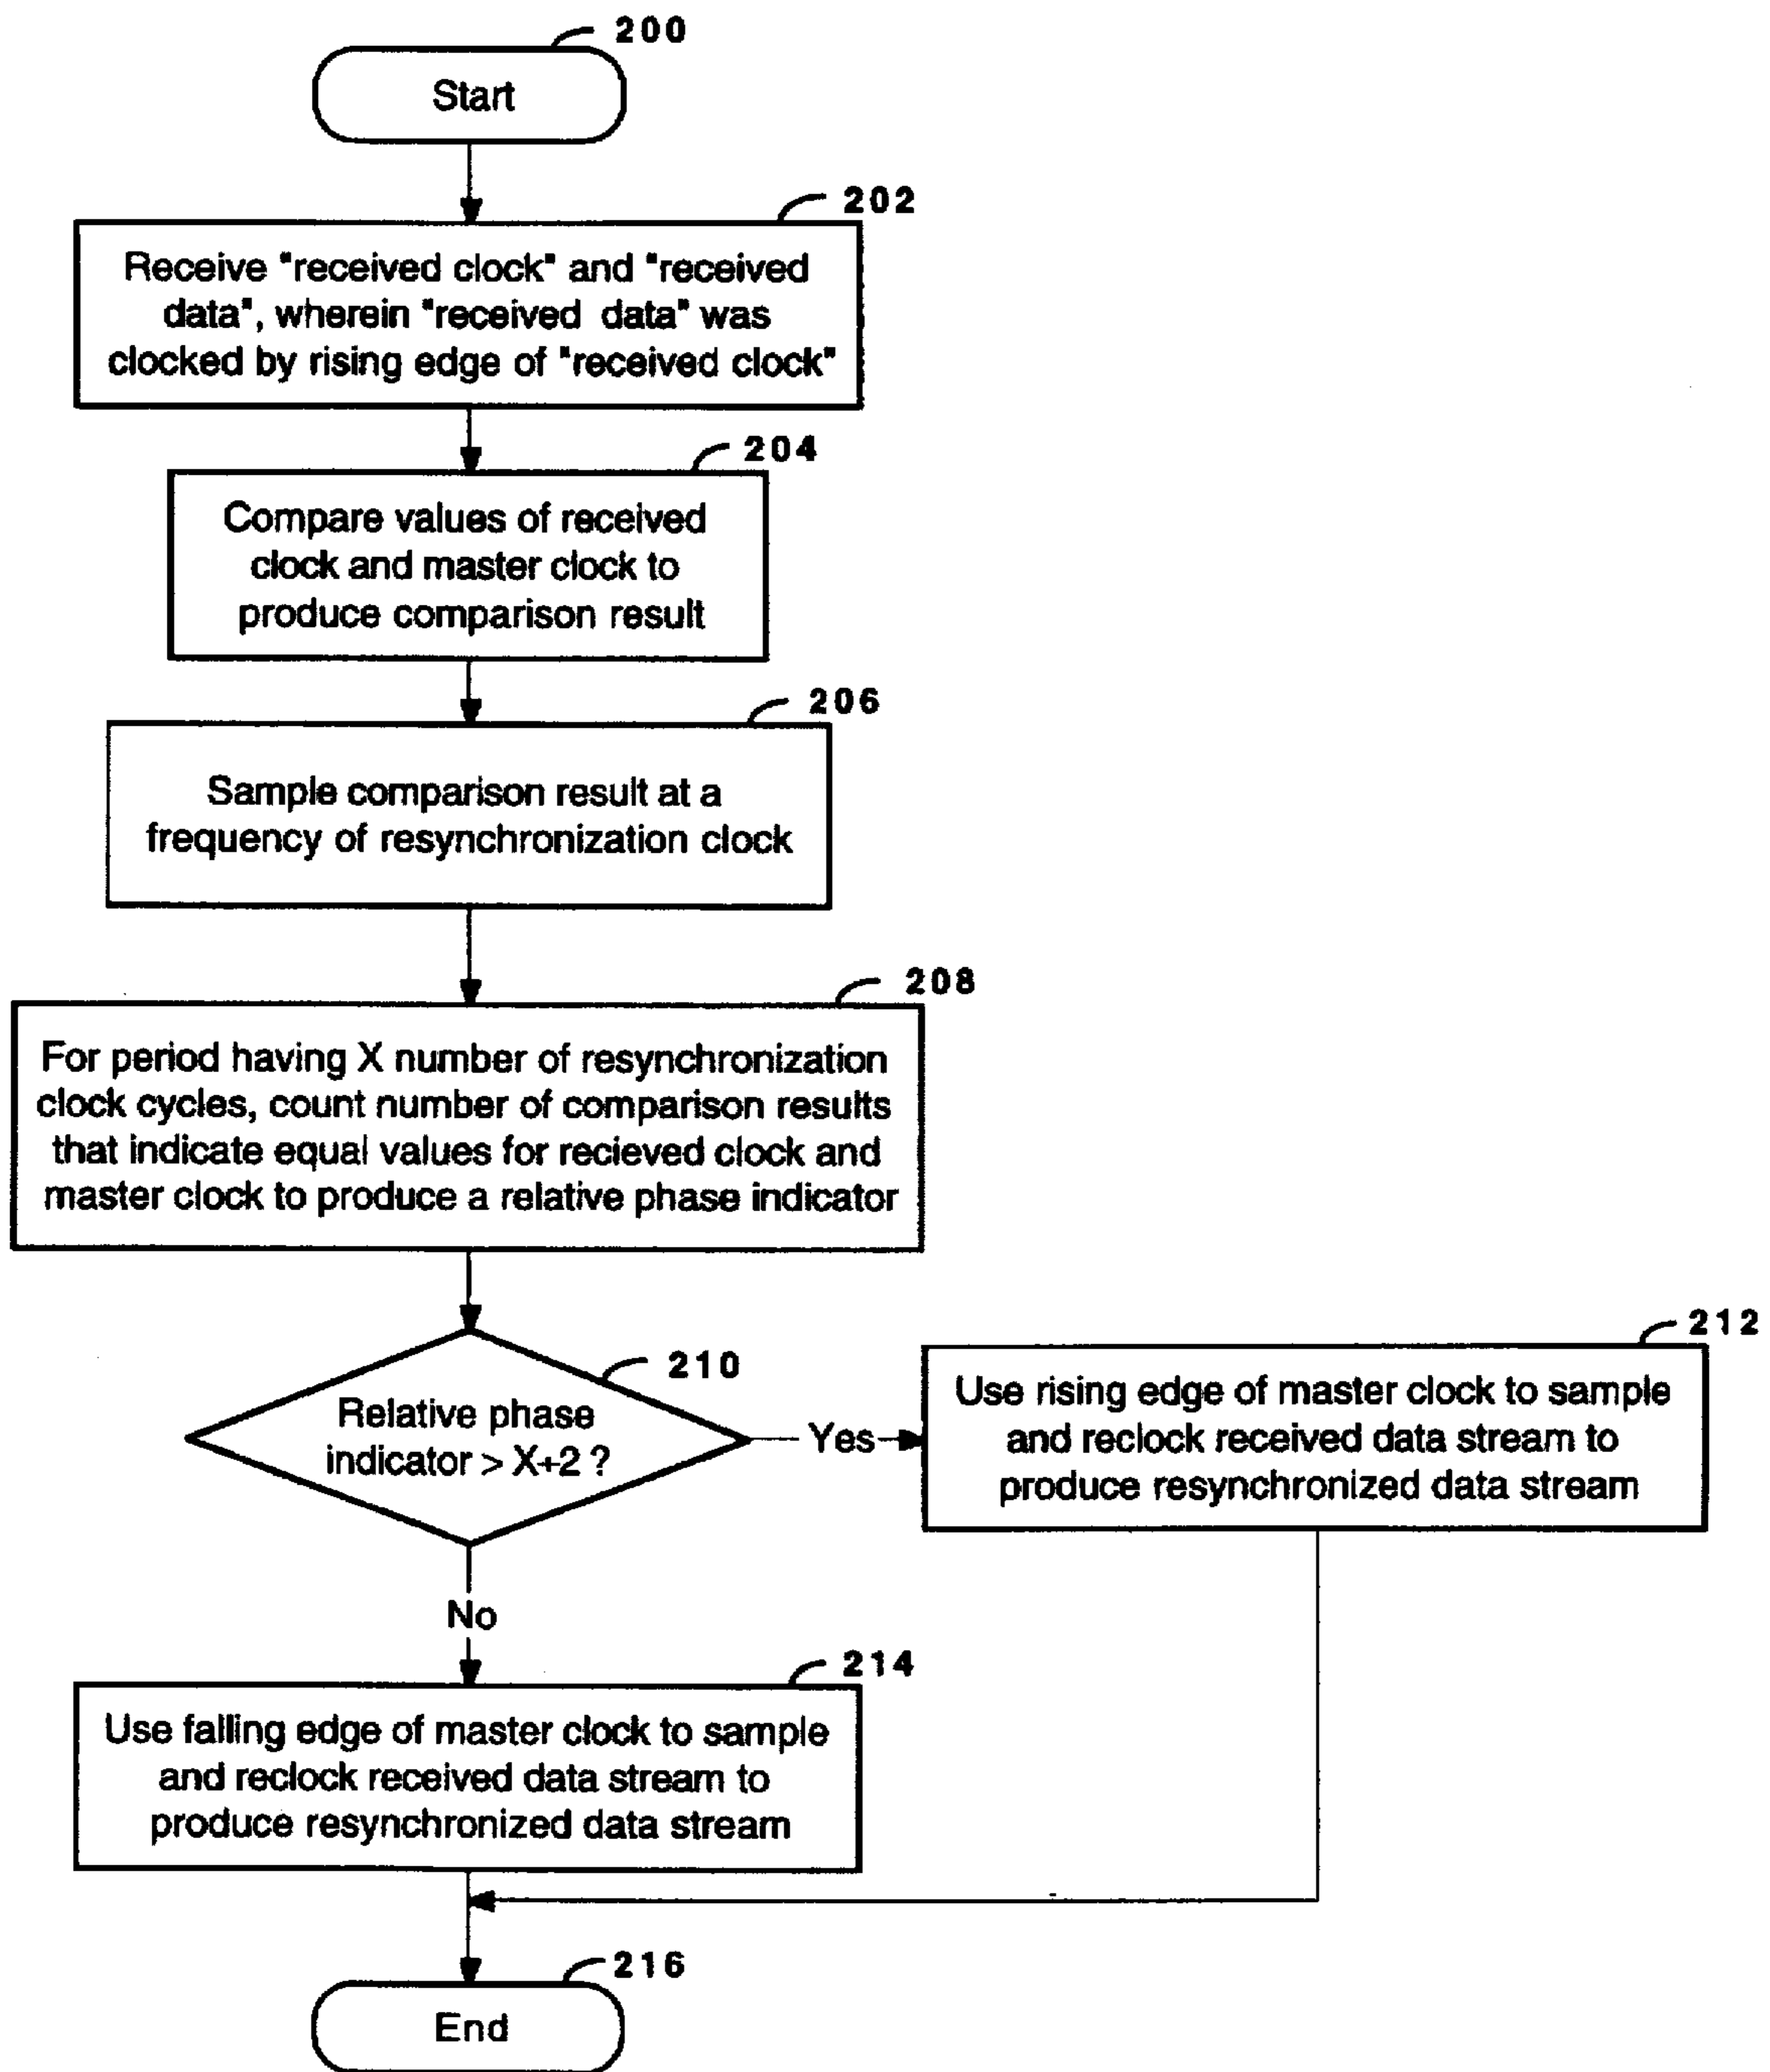 200
Start
202
Receive "received clock" and "received
data", wherein "received data" was
clocked by rising edge of "received clock"
204
Compare values of received
clock and master clock to
produce comparison result
206
Sample comparison result at a
frequency of resynchronization clock
208
For period having X number of resynchronization
clock cycles, count number of comparison results
that indicate equal values for recieved clock and
master clock to produce a relative phase indicator
210
Relative phase
indicator > X+2 ?
Yes
212
Use rising edge of master clock to sample
and reclock received data stream to
produce resynchronized data stream
No
214
Use falling edge of master clock to sample
and reclock received data stream to
produce resynchronized data stream
216
End